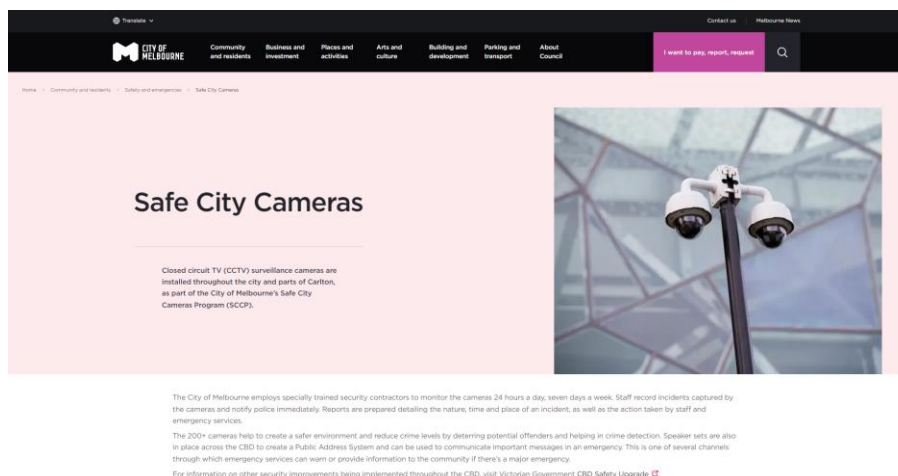 Translate
Contact us
Melbourne News
CITY OF
MELBOURNE
Community
and residents
Business and
investment
Places and
activities
Arts and
culture
Building and
development
Parking and
transport
About
Council
I want to pay, report, request
Home
Community and residents
Safety and emergencies
Safe City Cameras
Safe City Cameras
Closed circuit TV (CCTV) surveillance cameras are
installed throughout the city and parts of Carlton,
as part of the City of Melbourne's Safe City
Cameras Program (SCCP).
The City of Melbourne employs specially trained security contractors to monitor the cameras 24 hours a day, seven days a week. Staff record incidents captured by
the cameras and notify police immediately. Reports are prepared detailing the nature, time and place of an incident, as well as the action taken by staff and
emergency services.
The 200+ cameras help to create a safer environment and reduce crime levels by deterring potential offenders and helping in crime detection. Speaker sets are also
in place across the CBD to create a Public Address System and can be used to communicate important messages in an emergency. This is one of several channels
through which emergency services can warn or provide information to the community if there's a major emergency.
For information on other security improvements being implemented throughout the CBD, visit Victorian Government CBD Safety Upgrade